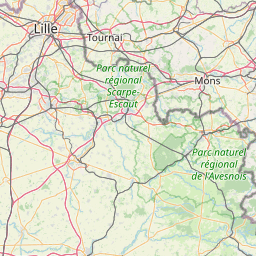 Lille
Tournai
Parc naturel
régional
Scarpe-
Escaut
Mons
Parc naturel
régional
de l'Avesnois